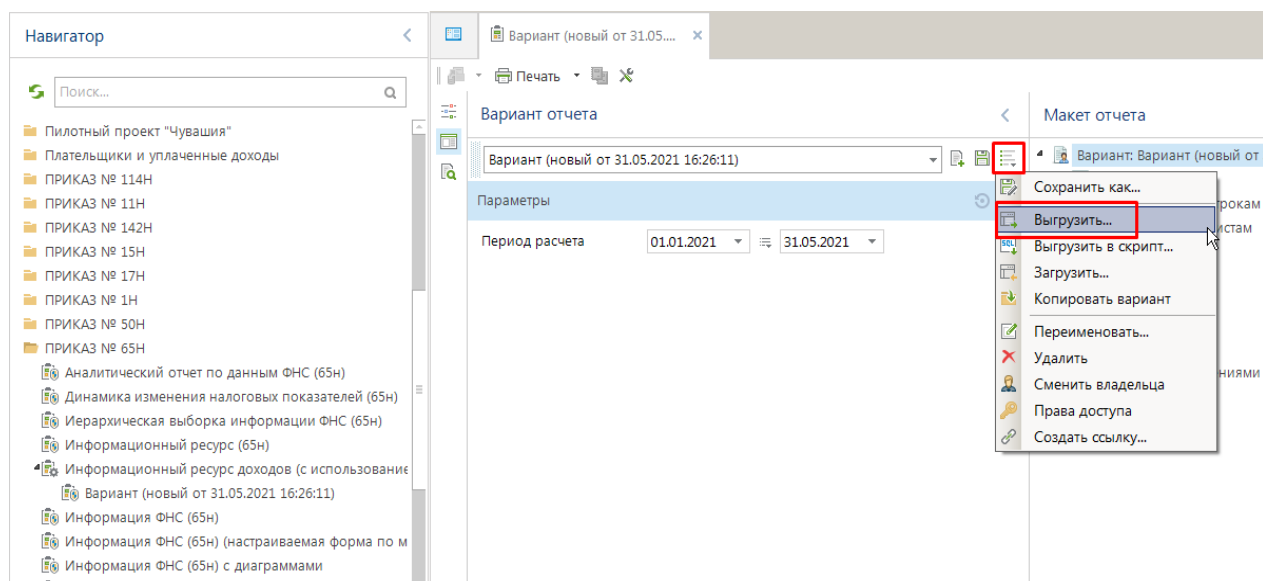 Навигатор
Поиск...
Пилотный проект "Чувашия"
Плательщики и уплаченные доходы
ПРИКАЗ № 114Н
ПРИКАЗ № 11Н
ПРИКАЗ № 142Н
ПРИКАЗ № 15Н
ПРИКАЗ № 17Н
ПРИКАЗ № 1Н
ПРИКАЗ № 50Н
ПРИКАЗ № 65Н
Аналитический отчет по данным ФНС (65н)
Динамика изменения налоговых показателей (65н)
Иерархическая выборка информации ФНС (65н)
Информационный ресурс (65н)
Информационный ресурс доходов (с использование
Вариант (новый от 31.05.2021 16:26:11)
Информация ФНС (65н)
Информация ФНС (65н) (настраиваемая форма по м
Информация ФНС (65н) с диаграммами
Вариант (новый от 31.05....
Печать
Вариант отчета
Вариант (новый от 31.05.2021 16:26:11)
Параметры
Период расчета 01.01.2021 31.05.2021
Макет отчета
Вариант: Вариант (новый от
трокам
истам
ниями
Сохранить как...
Выгрузить...
SQL Выгрузить в скрипт...
Загрузить...
Копировать вариант
Переименовать...
Удалить
Сменить владельца
Права доступа
Создать ссылку...